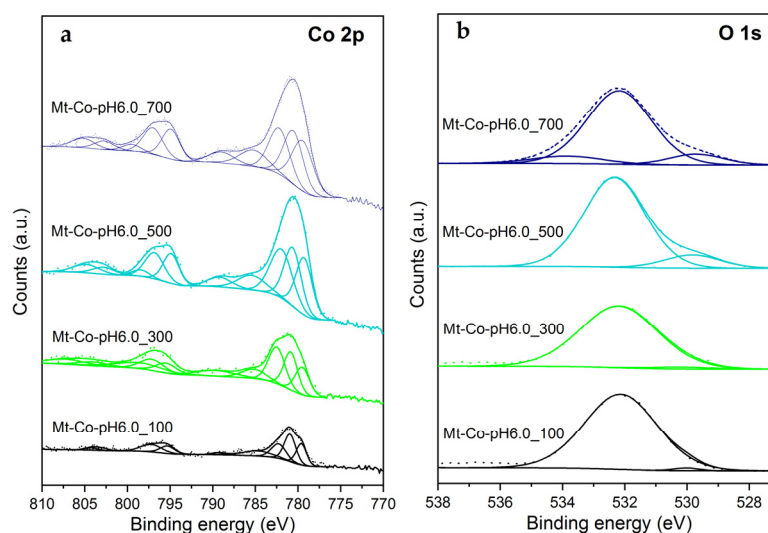 a
Co 2p
Mt-Co-pH6.0_700
Mt-Co-pH6.0_500
Mt-Co-pH6.0_300
Mt-Co-pH6.0_100
Counts (a.u.)
810 805 800 795 790 785 780 775 770
Binding energy (eV)
b
O 1s
Mt-Co-pH6.0_700
Mt-Co-pH6.0_500
Mt-Co-pH6.0_300
Mt-Co-pH6.0_100
Counts (a.u.)
538 536 534 532 530 528
Binding energy (eV)